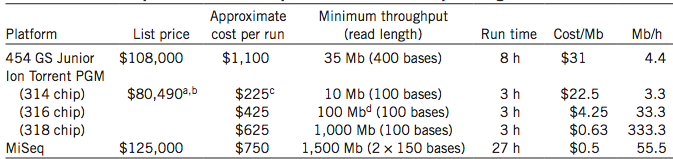 Platform List price Approximate cost per run Minimum throughput (read length) Run time Cost/Mb Mb/h
454 GS Junior $108,000 $1,100 35 Mb (400 bases) 8 h $31 4.4
Ion Torrent PGM
(314 chip) $80,490a,b $225c 10 Mb (100 bases) 3 h $22.5 3.3
(316 chip) $425 100 Mbd (100 bases) 3 h $4.25 33.3
(318 chip) $625 1,000 Mb (100 bases) 3 h $0.63 333.3
MiSeq $125,000 $750 1,500 Mb (2 × 150 bases) 27 h $0.5 55.5